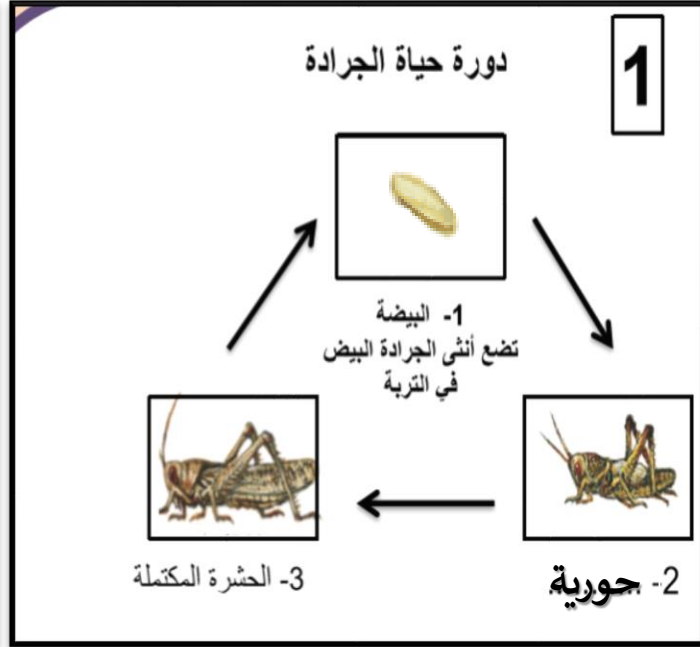 1
دورة حياة الجرادة
1- البيضة
تضع أنثى الجرادة البيض
في التربة
2- حورية
3- الحشرة المكتملة